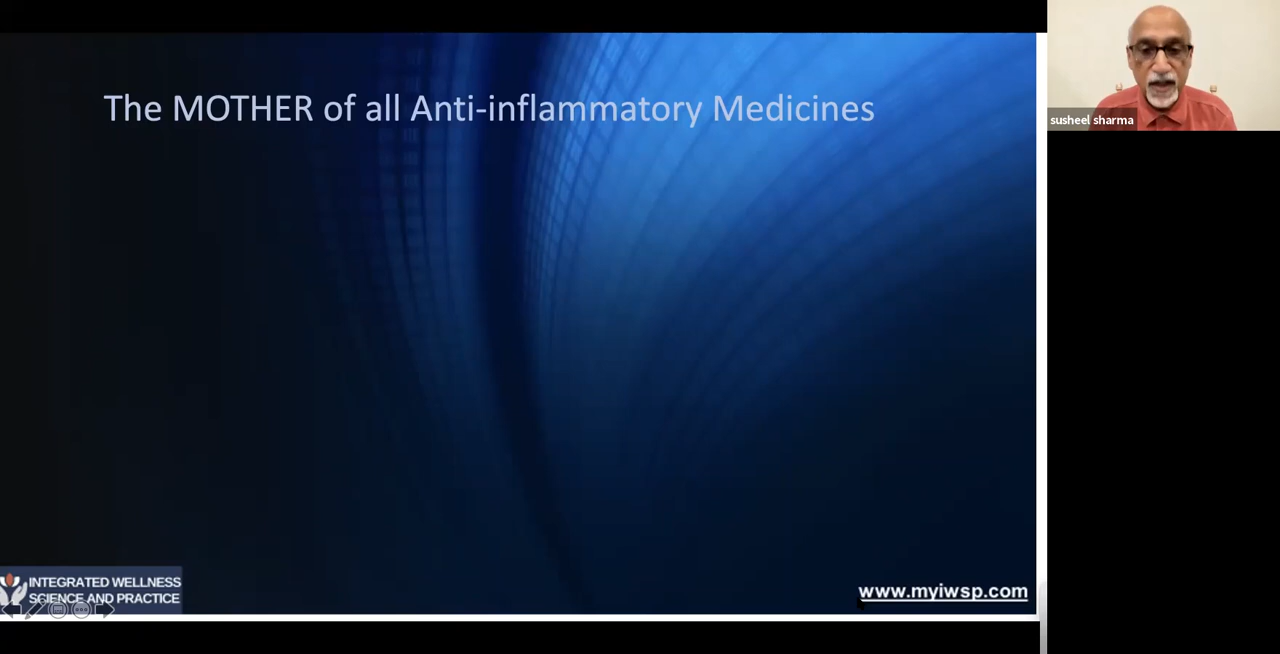 The MOTHER of all Anti-inflammatory Medicines
susheel sharma
INTEGRATED WELLNESS
SCIENCE AND PRACTICE
www.myiwsp.com